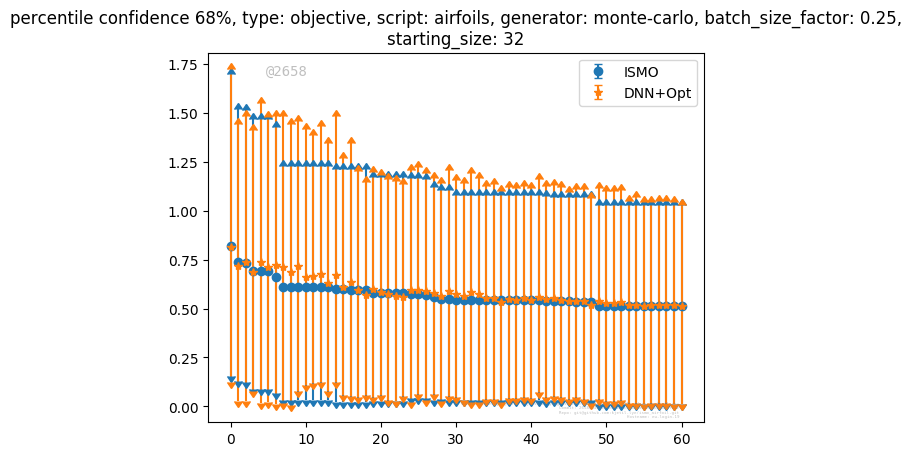 percentile confidence 68%, type: objective, script: airfoils, generator: monte-carlo, batch_size_factor: 0.25,
starting_size: 32
@2658
ISMO
DNN+Opt
1.75
1.50
1.25
1.00
0.75
0.50
0.25
0.00
0 10 20 30 40 50 60